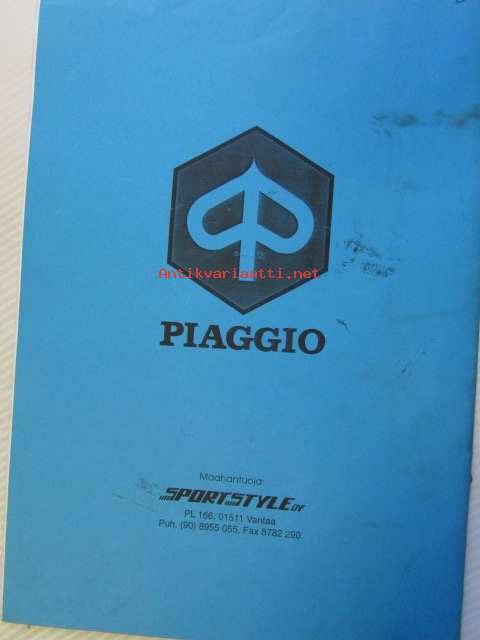 Antikvariaatti.net
PIAGGIO
Maahantuoja:
SPORTSTYLE OY
PL 166, 01511 Vantaa
Puh. (90) 8955 055, Fax 8782 290